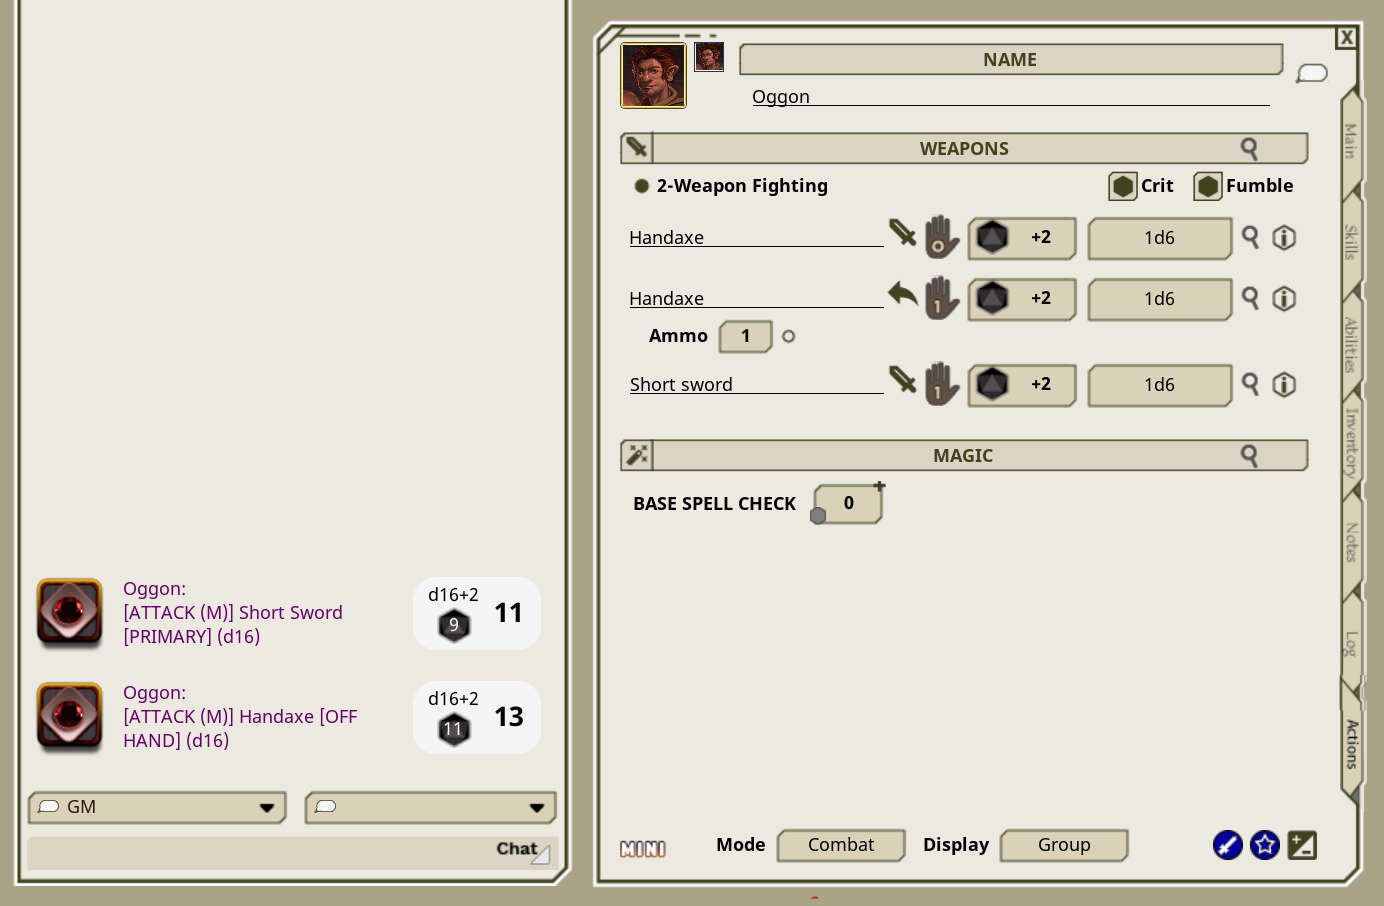 Oggon:
[ATTACK (M)] Short Sword
[PRIMARY] (d16)
d16+2
9
11
Oggon:
[ATTACK (M)] Handaxe [OFF
HAND] (d16)
d16+2
11
13
GM
Chat
X
NAME
Oggon
WEAPONS
2-Weapon Fighting
Crit
Fumble
Handaxe
O
+2
1d6
Handaxe
1
+2
1d6
Ammo
1
Short sword
1
+2
1d6
MAGIC
BASE SPELL CHECK
0
MINI
Mode
Combat
Display
Group
Main
Skills
Abilities
Inventory
Notes
Log
Actions